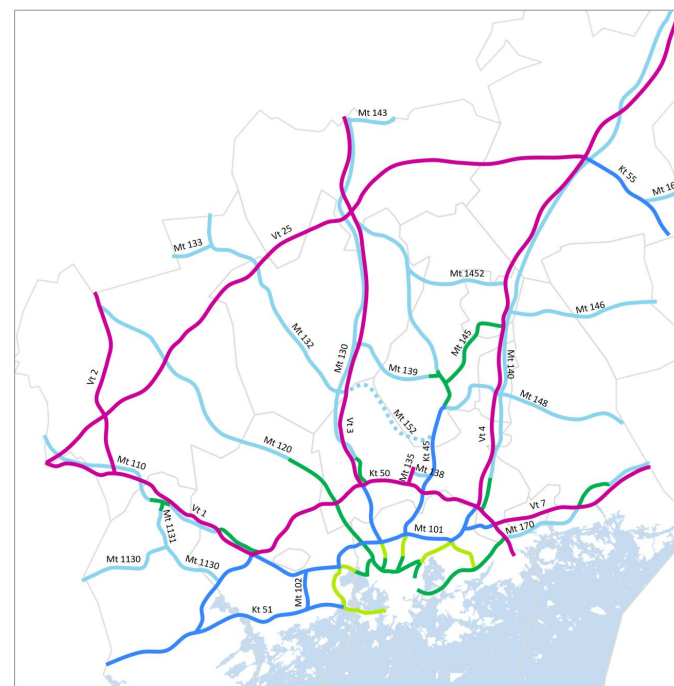 Mt 143
Kt 55
Mt 16
Vt 25
Mt 133
Mt 1452
Mt 146
Mt 132
Mt 130
Mt 145
Mt 139
Mt 140
Vt 2
Mt 148
Mt 152
Vt 3
Kt 45
Vt 4
Mt 120
Mt 110
Kt 50
Mt 135
Mt 138
Vt 7
Vt 1
Mt 101
Mt 170
Mt 1131
Mt 1130
Mt 1130
Mt 102
Kt 51